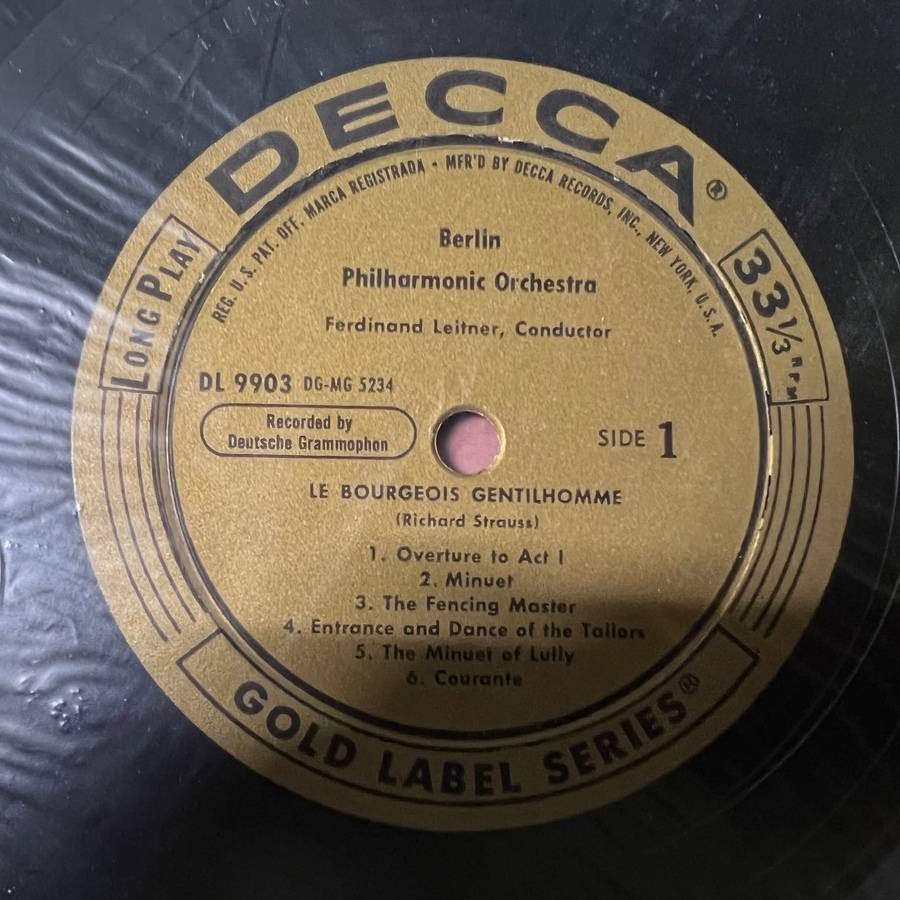 DECCA®
REG. U.S. PAT. OFF. MARCA REGISTRADA • MFR'D BY DECCA RECORDS, INC., NEW YORK, U.S.A.
LONG PLAY
33 1/3 RPM
Berlin
Philharmonic Orchestra
Ferdinand Leitner, Conductor
DL 9903 DG-MG 5234
Recorded by
Deutsche Grammophon
SIDE 1
LE BOURGEOIS GENTILHOMME
(Richard Strauss)
1. Overture to Act I
2. Minuet
3. The Fencing Master
4. Entrance and Dance of the Tailors
5. The Minuet of Lully
6. Courante
GOLD LABEL SERIES®